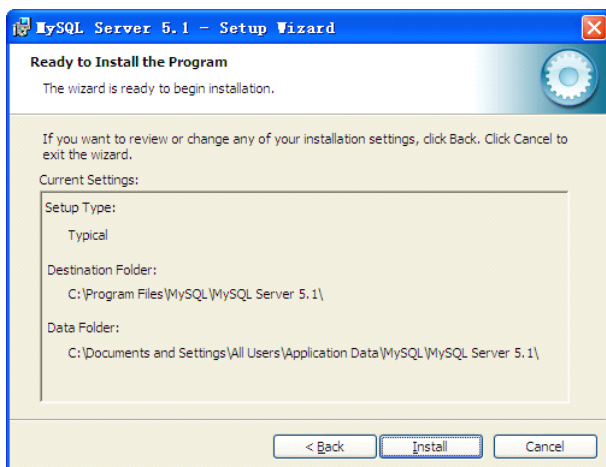 MySQL Server 5.1 - Setup Wizard
Ready to Install the Program
The wizard is ready to begin installation.
If you want to review or change any of your installation settings, click Back. Click Cancel to
exit the wizard.
Current Settings:
Setup Type:
Typical
Destination Folder:
C:\Program Files\MySQL\MySQL Server 5.1\
Data Folder:
C:\Documents and Settings\All Users\Application Data\MySQL\MySQL Server 5.1\
< Back Install Cancel